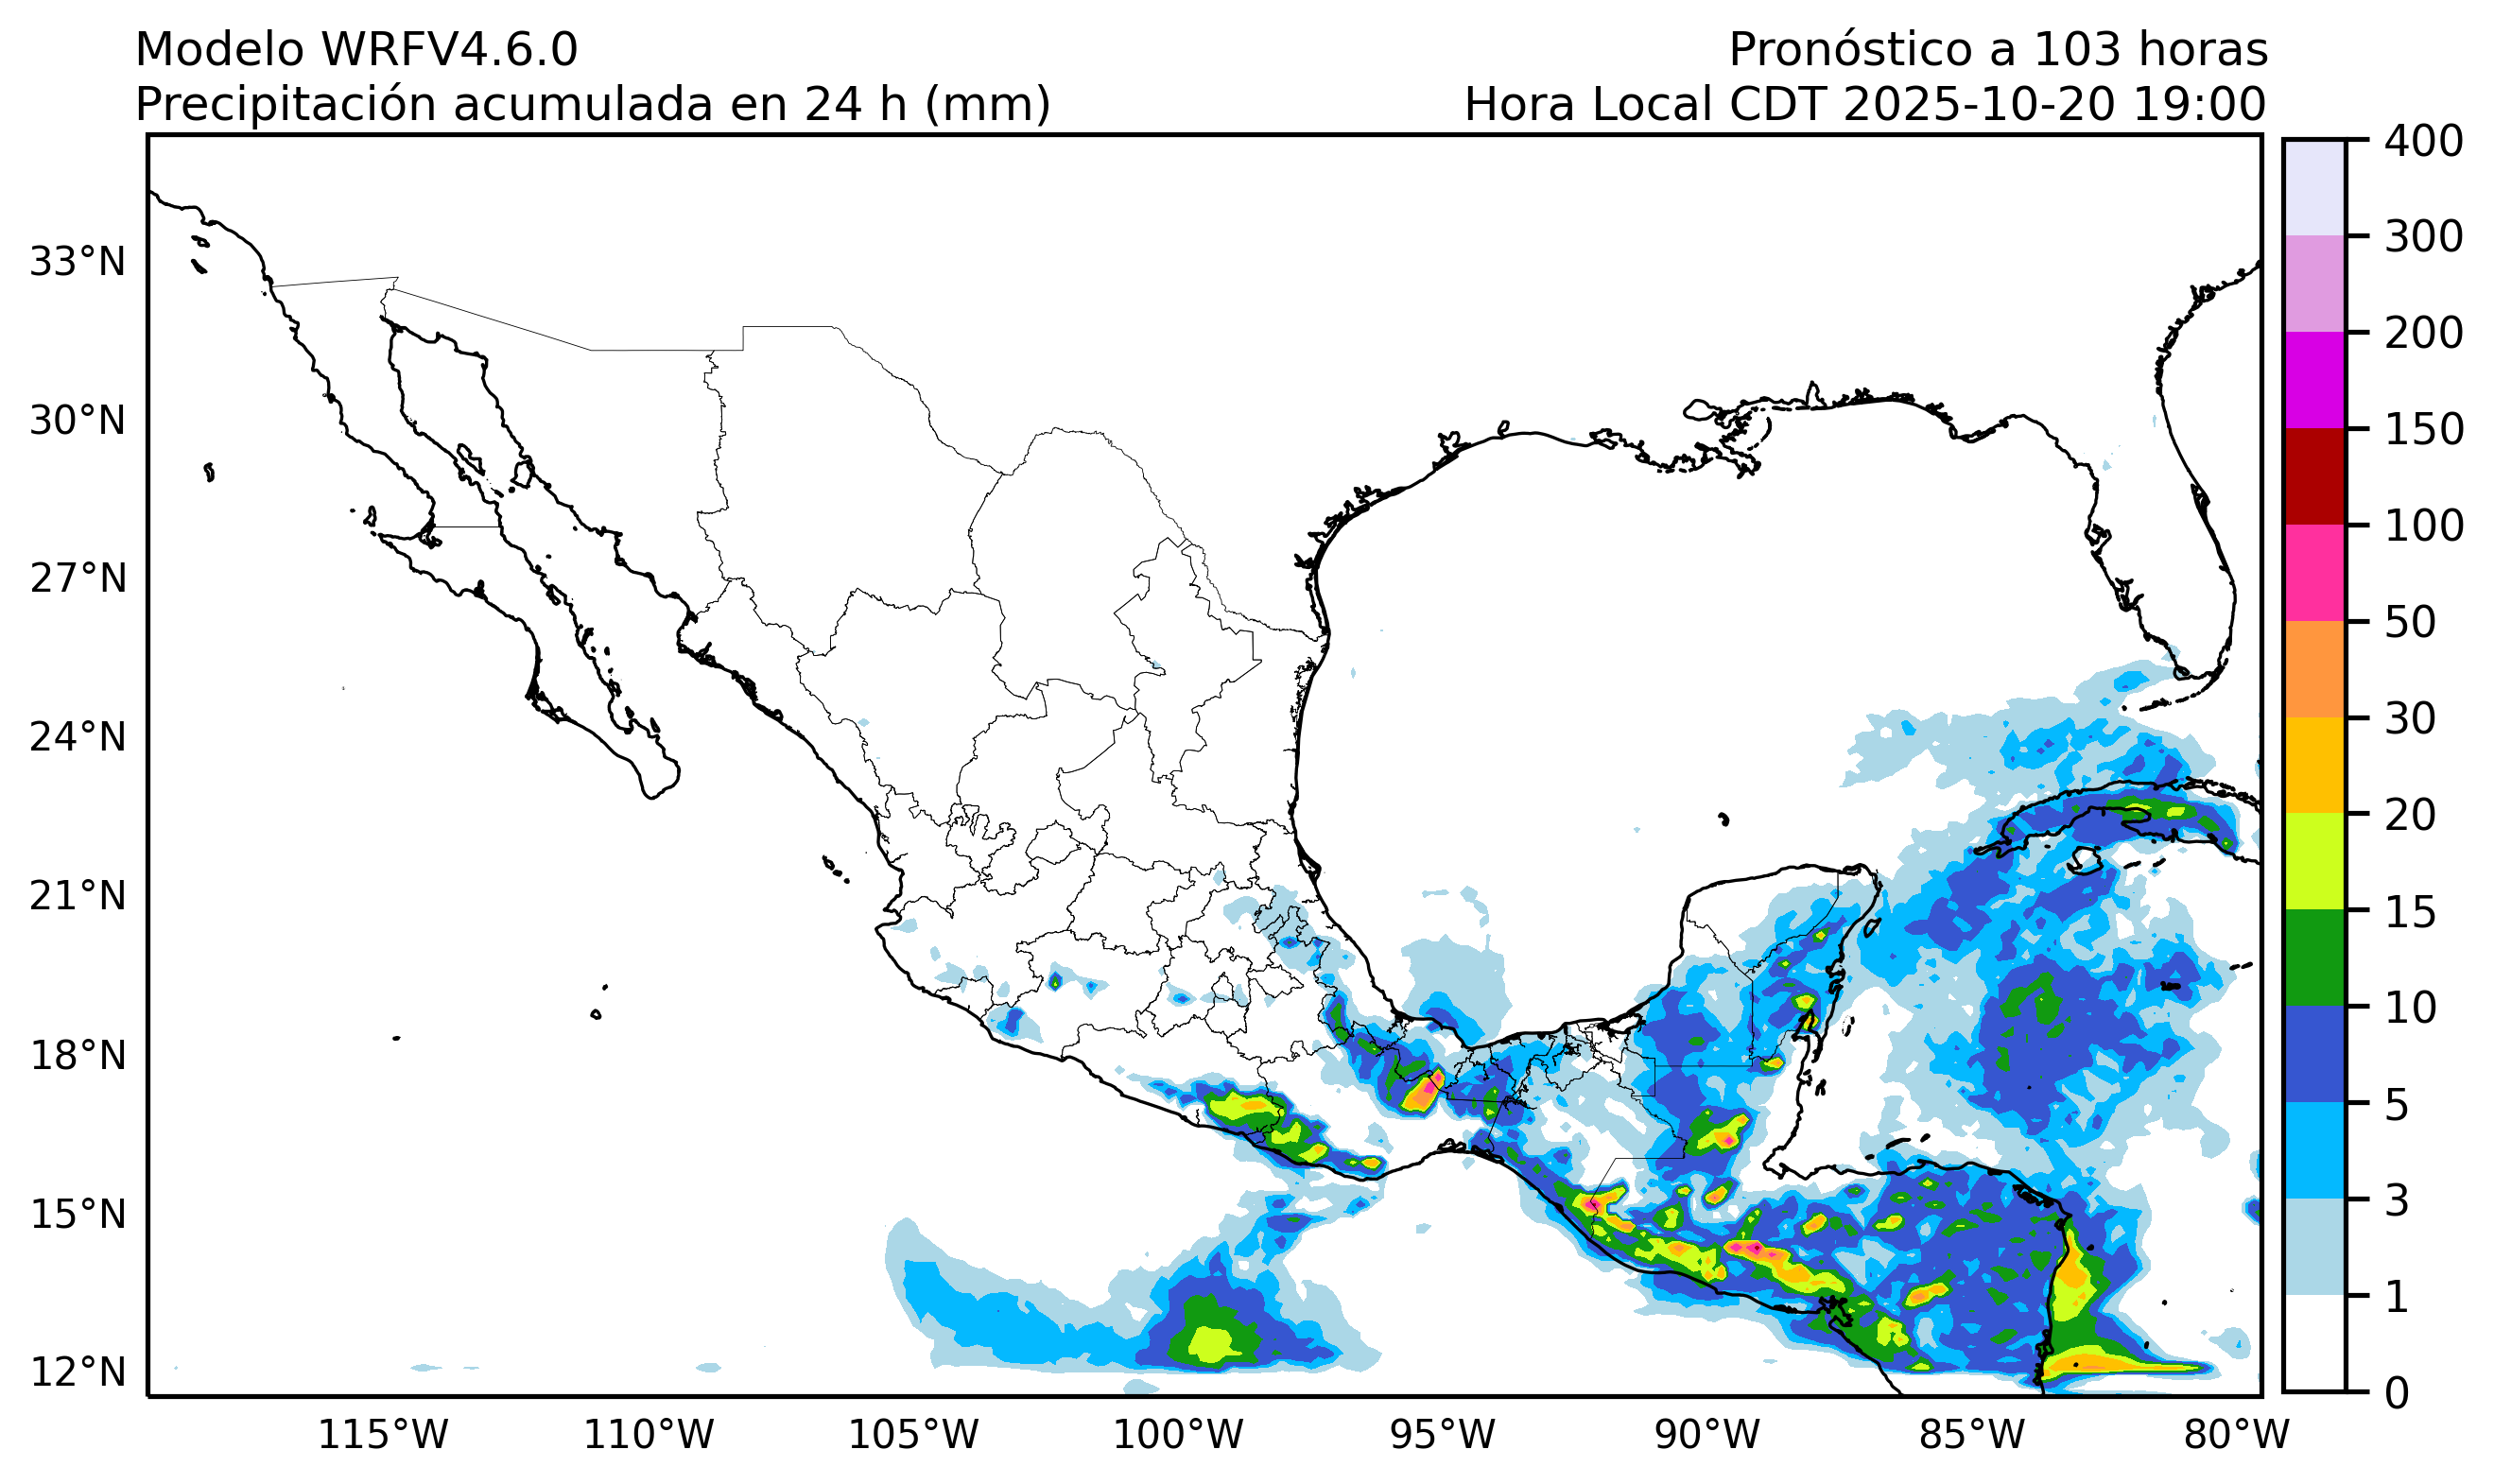 Modelo WRFV4.6.0
Pronóstico a 103 horas
Precipitación acumulada en 24 h (mm)
Hora Local CDT 2025-10-20 19:00
33°N
30°N
27°N
24°N
21°N
18°N
15°N
12°N
115°W
110°W
105°W
100°W
95°W
90°W
85°W
80°W
400
300
200
150
100
50
30
20
15
10
5
3
1
0